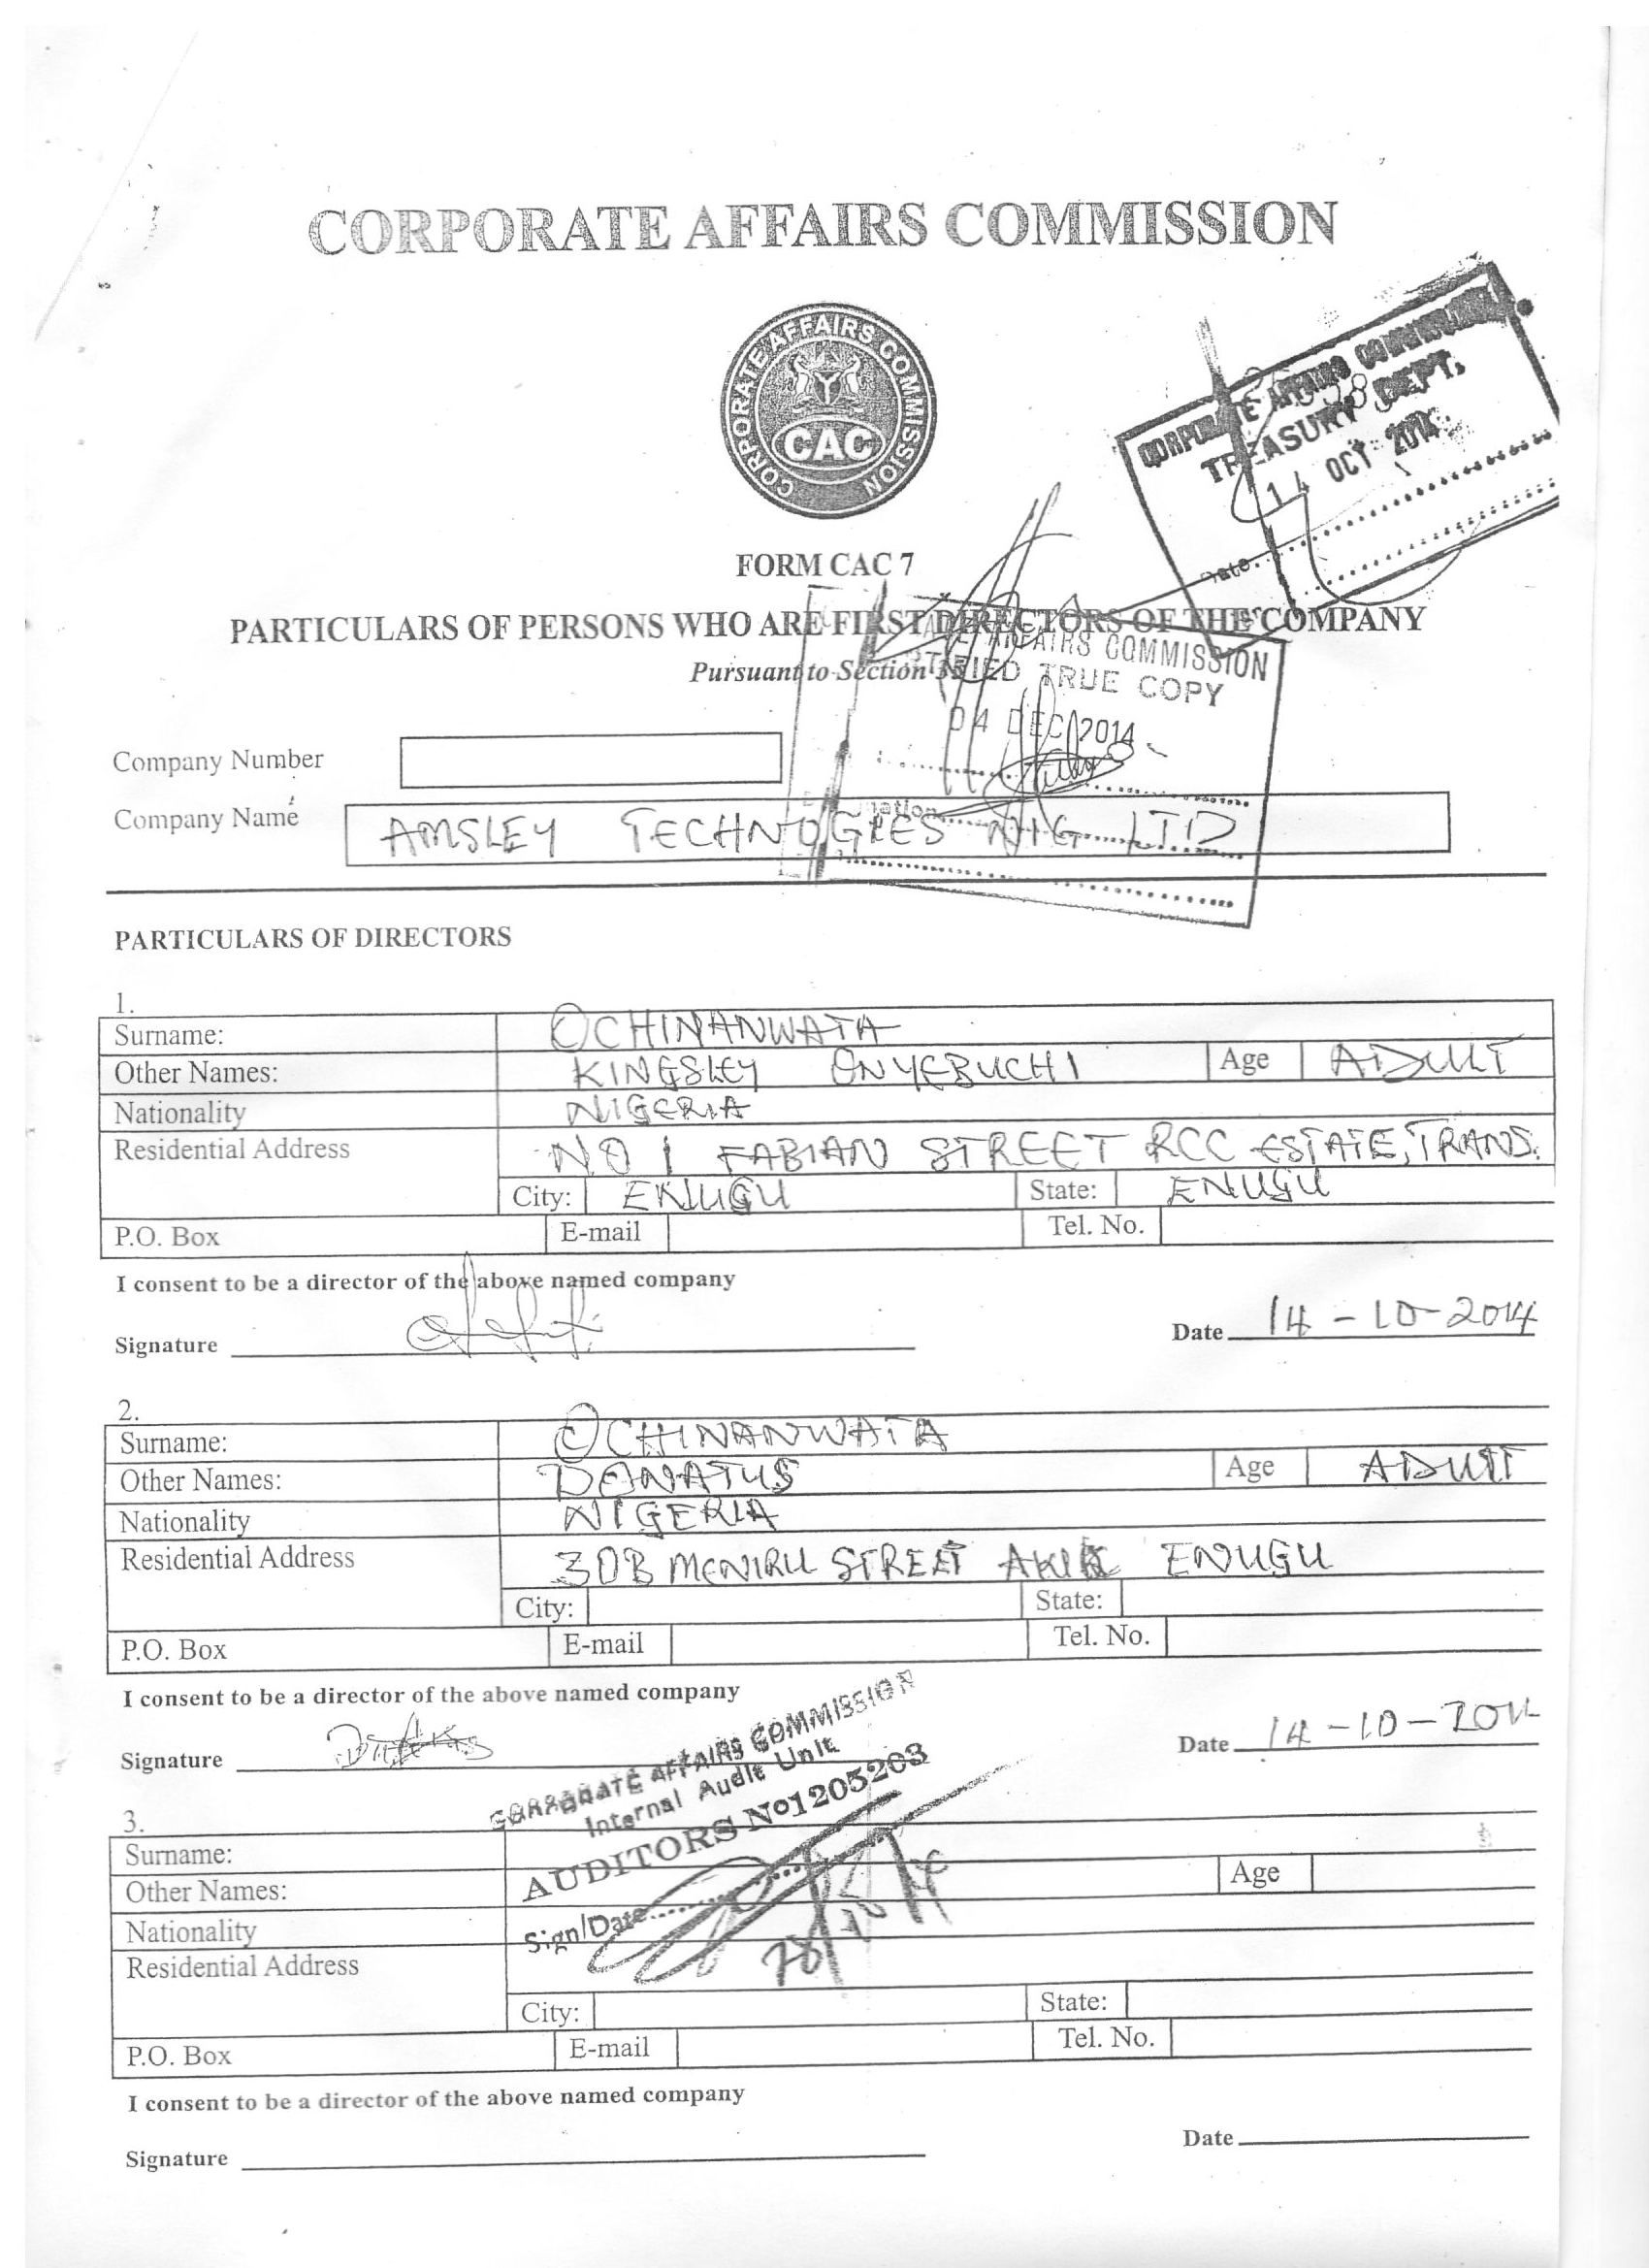 CORPORATE AFFAIRS COMMISSION
CORPORATE AFFAIRS COMMISSION
CAC
CORPORATE AFFAIRS COMMISSION
TREASURY DEPT.
14 OCT 2014
Date
FORM CAC 7
PARTICULARS OF PERSONS WHO ARE FIRST DIRECTORS OF THE COMPANY
Pursuant to Section 35
AFFAIRS COMMISSION
TRUE COPY
04 DEC 2014
Company Number
Company Name AMSLEY TECHNOGIES NIG LTD
PARTICULARS OF DIRECTORS
1.
Surname: OCHINANWATA
Other Names: KINGSLEY ONYEBUCHI Age ADULT
Nationality NIGERIA
Residential Address NO 1 FABIAN STREET RCC ESTATE, TRANS.
City: ENUGU State: ENUGU
P.O. Box E-mail Tel. No.
I consent to be a director of the above named company
Signature Date 14-10-2014
2.
Surname: OCHINANWATA
Other Names: DONATUS Age ADULT
Nationality NIGERIA
Residential Address 30B STREET ENUGU
City: State:
P.O. Box E-mail Tel. No.
I consent to be a director of the above named company
Signature Date 14-10-2014
CORPORATE AFFAIRS COMMISSION
Internal Audit Unit
AUDITORS No1205203
Sign/Date
3.
Surname:
Other Names: Age
Nationality
Residential Address
City: State:
P.O. Box E-mail Tel. No.
I consent to be a director of the above named company
Signature Date